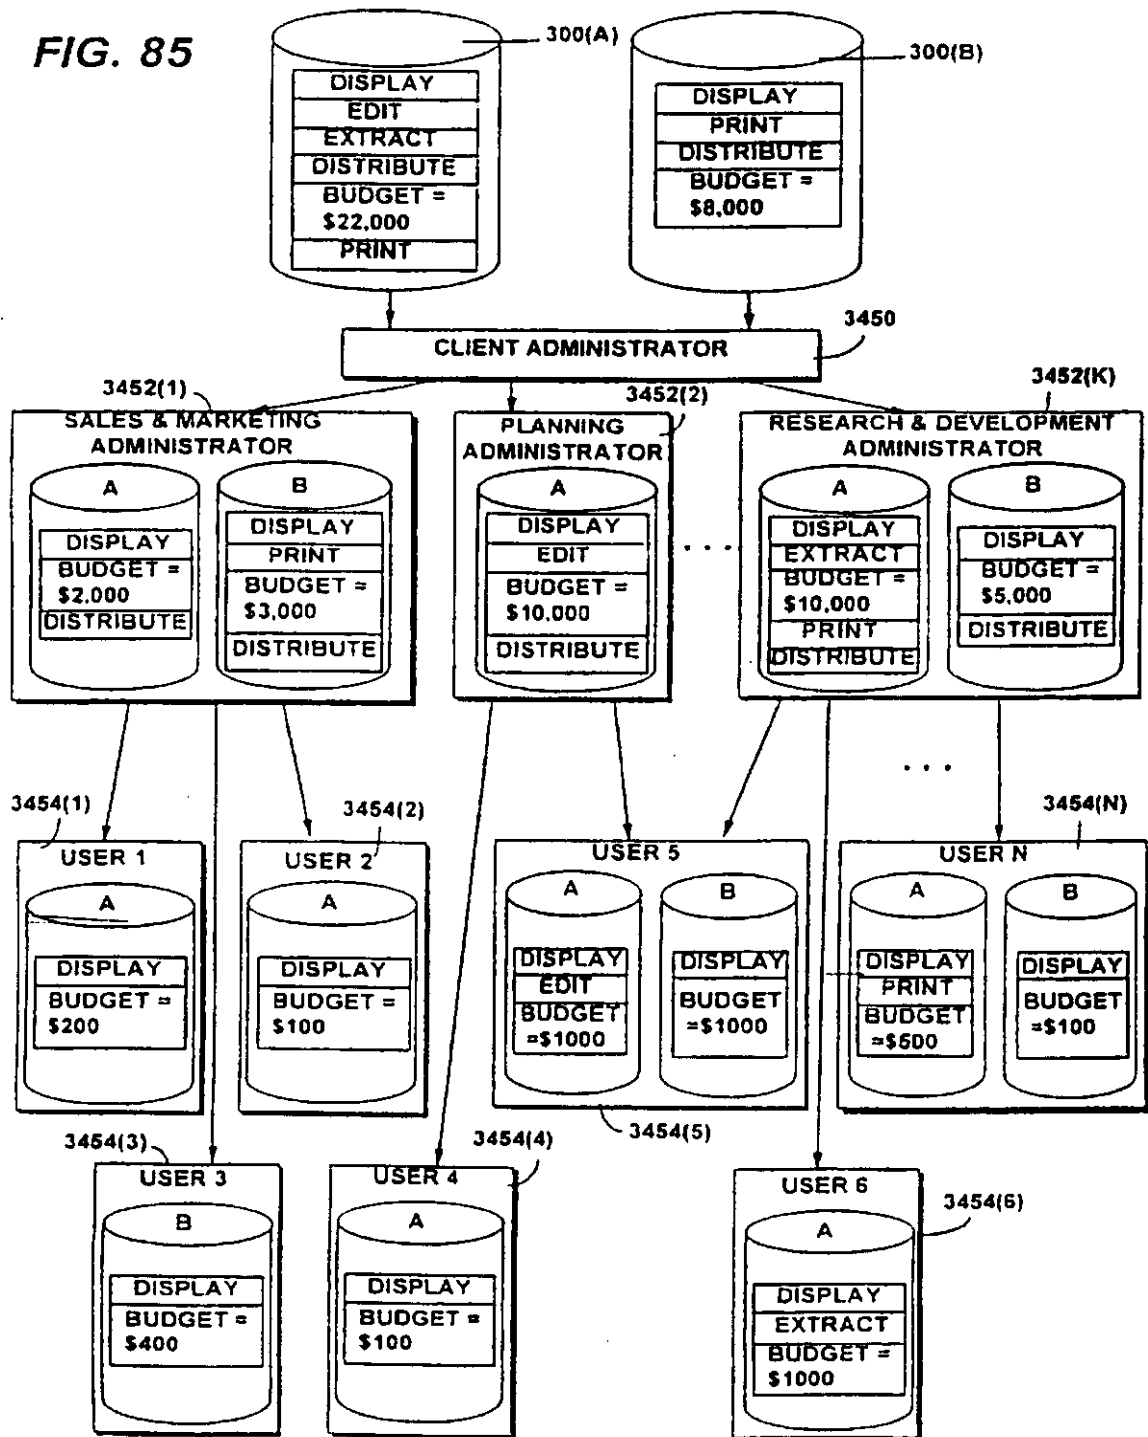 FIG. 85
300(A)
DISPLAY
EDIT
EXTRACT
DISTRIBUTE
BUDGET =
$22,000
PRINT
300(B)
DISPLAY
PRINT
DISTRIBUTE
BUDGET =
$8,000
CLIENT ADMINISTRATOR
3450
3452(1)
SALES & MARKETING
ADMINISTRATOR
A
DISPLAY
BUDGET =
$2,000
DISTRIBUTE
B
DISPLAY
PRINT
BUDGET =
$3,000
DISTRIBUTE
3452(2)
PLANNING
ADMINISTRATOR
A
DISPLAY
EDIT
BUDGET =
$10,000
DISTRIBUTE
. . .
3452(K)
RESEARCH & DEVELOPMENT
ADMINISTRATOR
A
DISPLAY
EXTRACT
BUDGET =
$10,000
PRINT
DISTRIBUTE
B
DISPLAY
BUDGET =
$5,000
DISTRIBUTE
. . .
3454(1)
USER 1
A
DISPLAY
BUDGET =
$200
3454(2)
USER 2
A
DISPLAY
BUDGET =
$100
USER 5
A
DISPLAY
EDIT
BUDGET
=$1000
B
DISPLAY
BUDGET
=$1000
3454(5)
3454(N)
USER N
A
DISPLAY
PRINT
BUDGET
=$500
B
DISPLAY
BUDGET
=$100
3454(3)
USER 3
B
DISPLAY
BUDGET =
$400
3454(4)
USER 4
A
DISPLAY
BUDGET =
$100
USER 6
3454(6)
A
DISPLAY
EXTRACT
BUDGET =
$1000